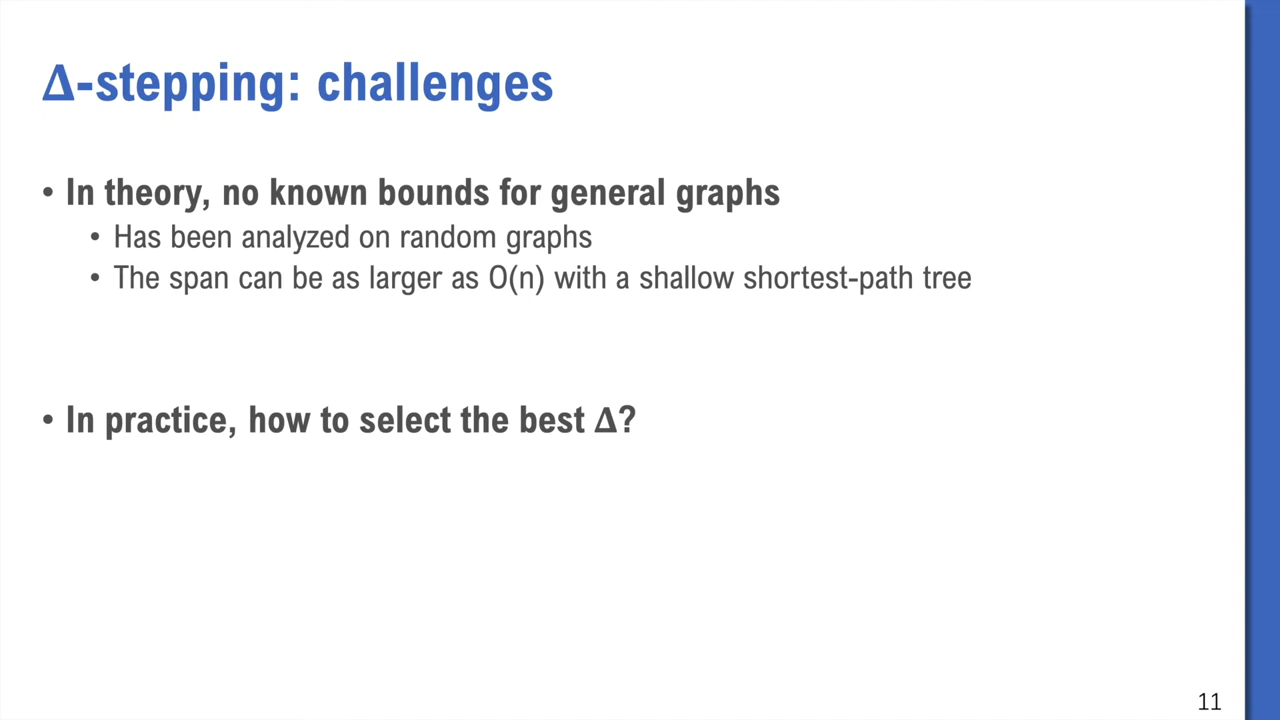 Δ-stepping: challenges
• In theory, no known bounds for general graphs
• Has been analyzed on random graphs
• The span can be as larger as O(n) with a shallow shortest-path tree
• In practice, how to select the best Δ?
11